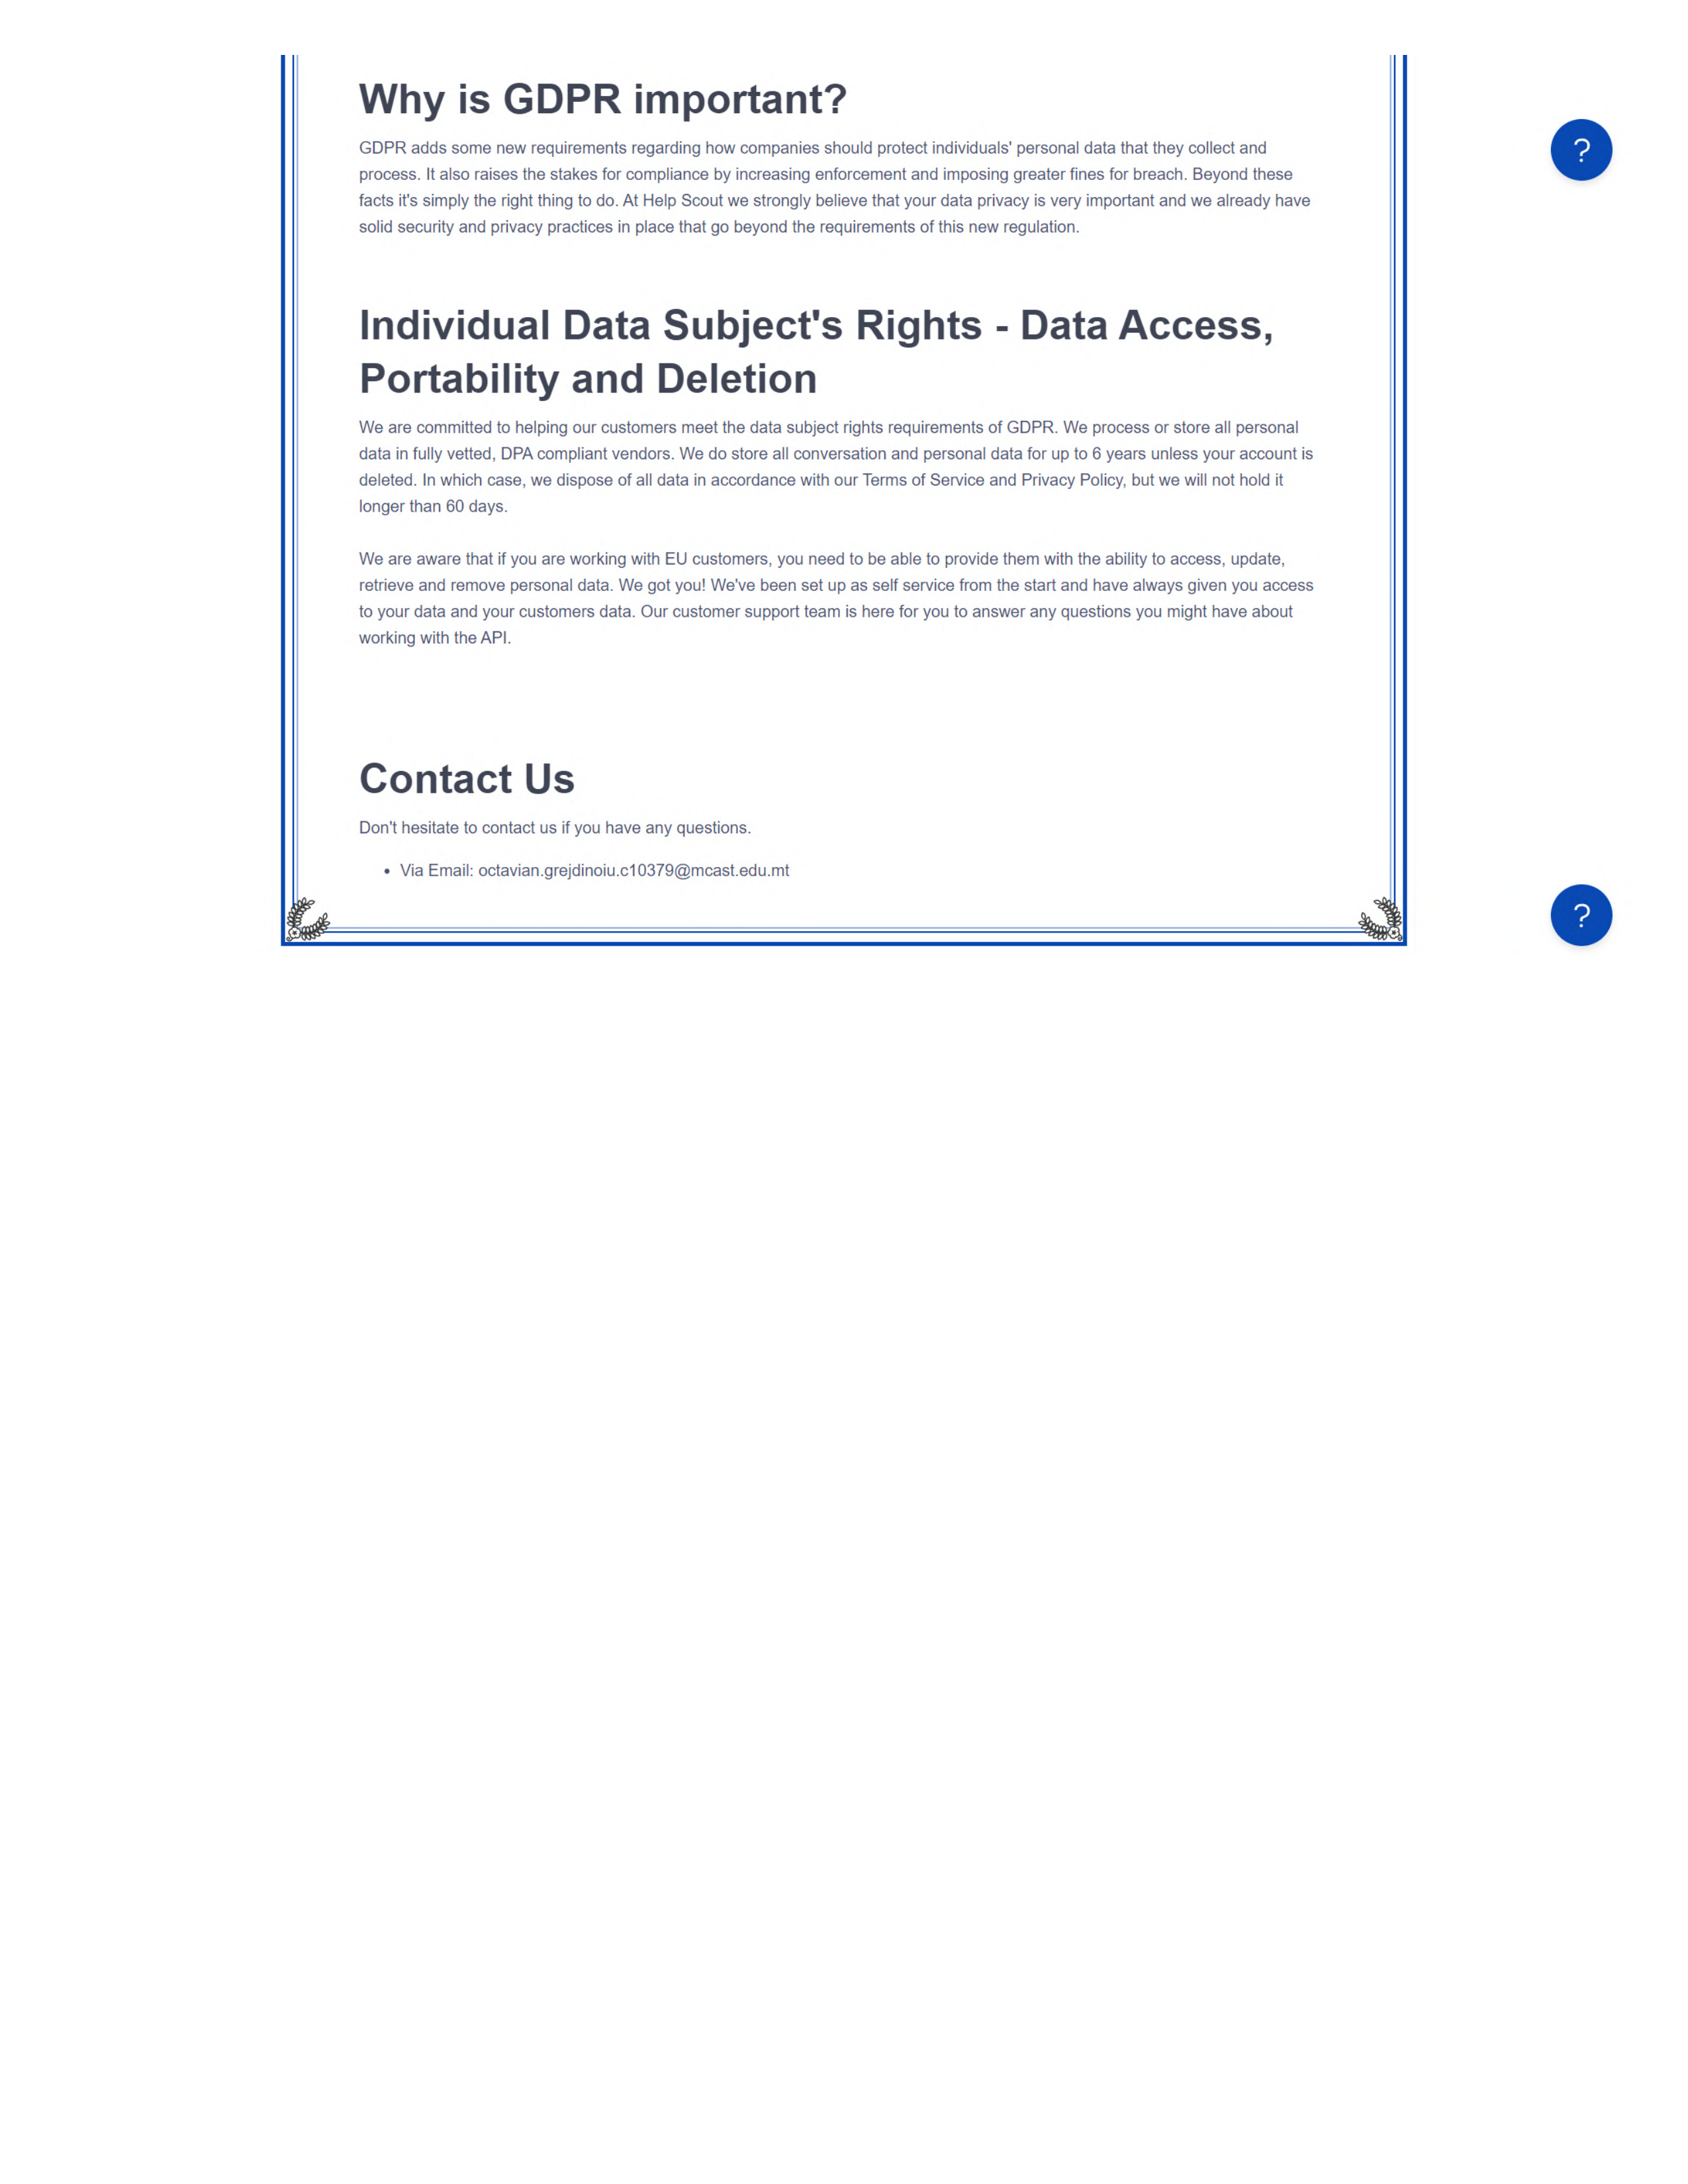 Why is GDPR important?
GDPR adds some new requirements regarding how companies should protect individuals' personal data that they collect and
process. It also raises the stakes for compliance by increasing enforcement and imposing greater fines for breach. Beyond these
facts it's simply the right thing to do. At Help Scout we strongly believe that your data privacy is very important and we already have
solid security and privacy practices in place that go beyond the requirements of this new regulation.
?
Individual Data Subject's Rights - Data Access,
Portability and Deletion
We are committed to helping our customers meet the data subject rights requirements of GDPR. We process or store all personal
data in fully vetted, DPA compliant vendors. We do store all conversation and personal data for up to 6 years unless your account is
deleted. In which case, we dispose of all data in accordance with our Terms of Service and Privacy Policy, but we will not hold it
longer than 60 days.
We are aware that if you are working with EU customers, you need to be able to provide them with the ability to access, update,
retrieve and remove personal data. We got you! We've been set up as self service from the start and have always given you access
to your data and your customers data. Our customer support team is here for you to answer any questions you might have about
working with the API.
Contact Us
Don't hesitate to contact us if you have any questions.
• Via Email: octavian.grejdinoiu.c10379@mcast.edu.mt
?